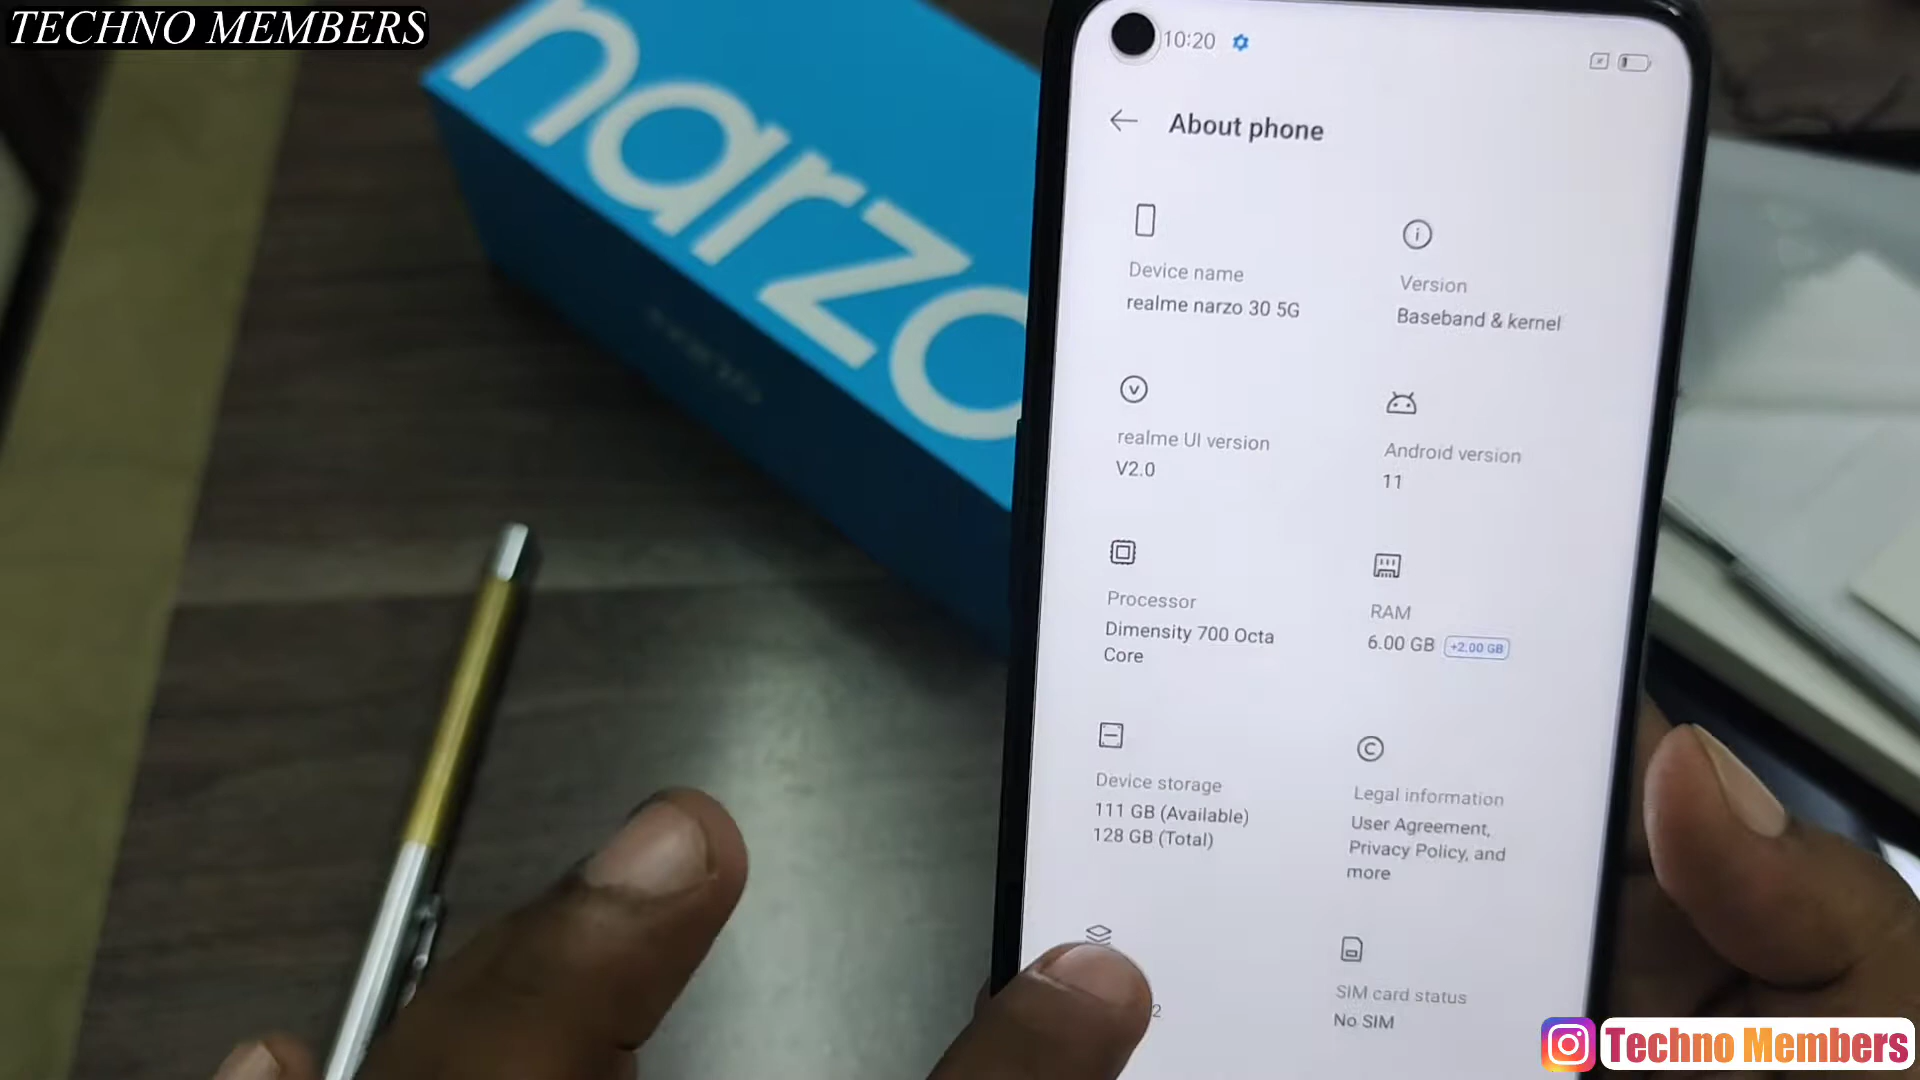 TECHNO MEMBERS
narzo
10:20
About phone
Device name
realme narzo 30 5G
Version
Baseband & kernel
realme UI version
V2.0
Android version
11
Processor
Dimensity 700 Octa
Core
RAM
6.00 GB +2.00 GB
Device storage
111 GB (Available)
128 GB (Total)
Legal information
User Agreement,
Privacy Policy, and
more
2
SIM card status
No SIM
Techno Members